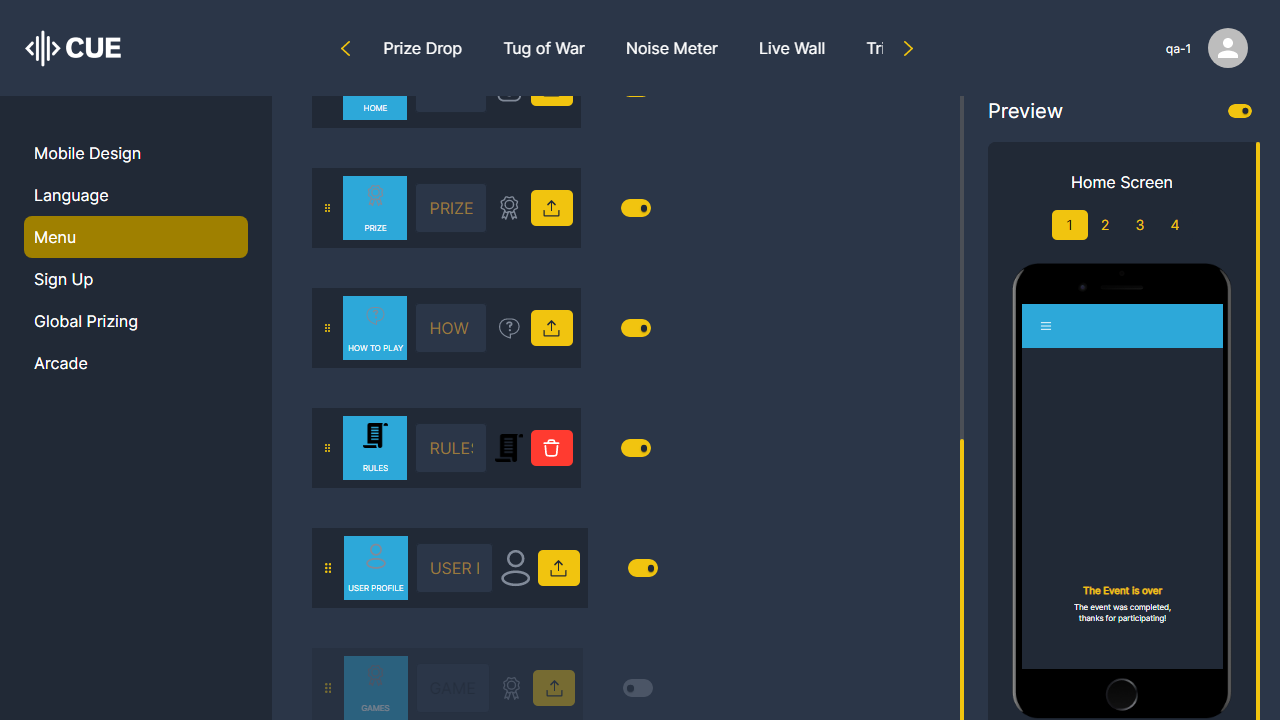 CUE
Prize Drop
Tug of War
Noise Meter
Live Wall
Tri
qa-1
Mobile Design
Language
Menu
Sign Up
Global Prizing
Arcade
HOME
PRIZE
PRIZE
HOW TO PLAY
HOW
RULES
RULES
USER PROFILE
USER
GAMES
GAME
Preview
Home Screen
1 2 3 4
The Event is over
The event was completed,
thanks for participating!